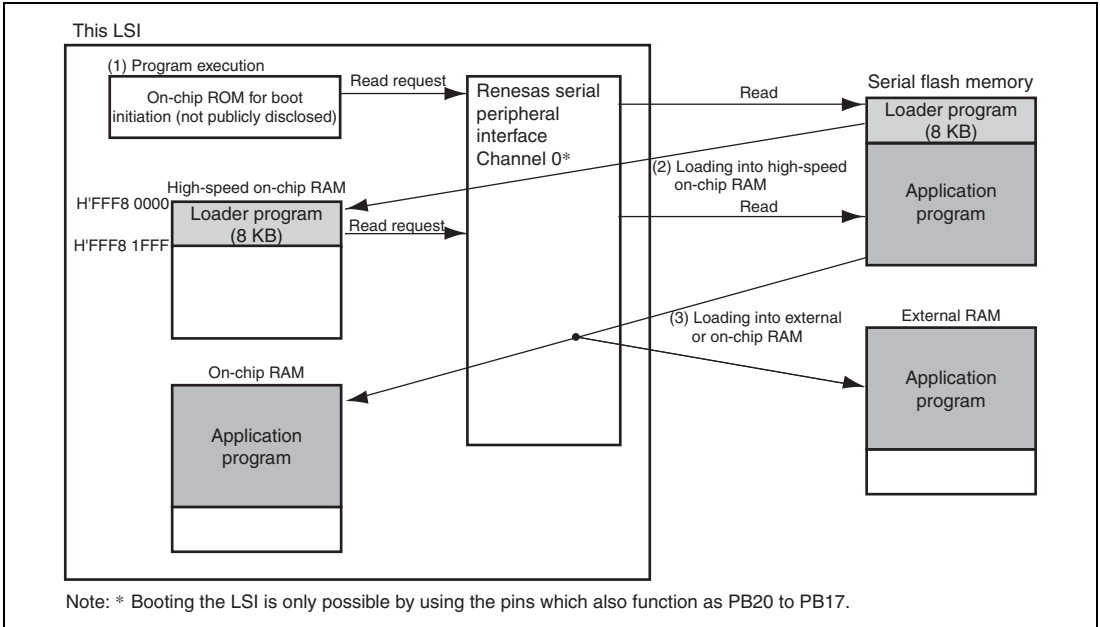 This LSI
(1) Program execution
On-chip ROM for boot
initiation (not publicly disclosed)
Read request
Renesas serial
peripheral
interface
Channel 0*
Read
Serial flash memory
Loader program
(8 KB)
(2) Loading into high-speed
on-chip RAM
Read
Application
program
High-speed on-chip RAM
H'FFF8 0000
Loader program
(8 KB)
Read request
H'FFF8 1FFF
(3) Loading into external
or on-chip RAM
External RAM
Application
program
On-chip RAM
Application
program
Note: * Booting the LSI is only possible by using the pins which also function as PB20 to PB17.